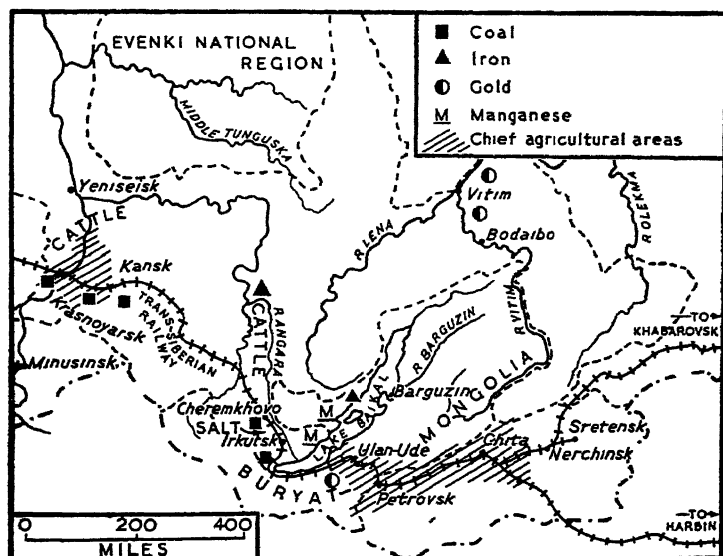 EVENKI NATIONAL
REGION
Coal
Iron
Gold
M Manganese
Chief agricultural areas
MIDDLE TUNGUSKA
Yeniseisk
Vitim
Bodaibo
R OLEKNA
CATTLE
R LENA
Kansk
Krasnoyarsk
TRANS-SIBERIAN
RAILWAY
CATTLE
R ANGARA
R VITIM
R BARGUZIN
TO
KHABAROVSK
Minusinsk
Barguzin
Cheremkhovo
M
SALT
M
Irkutsk
LAKE BAIKAL
MONGOLIA
Ulan-Ude
Chita
Sretensk
Nerchinsk
BURYAT
Petrovsk
TO
HARBIN
0 200 400
MILES